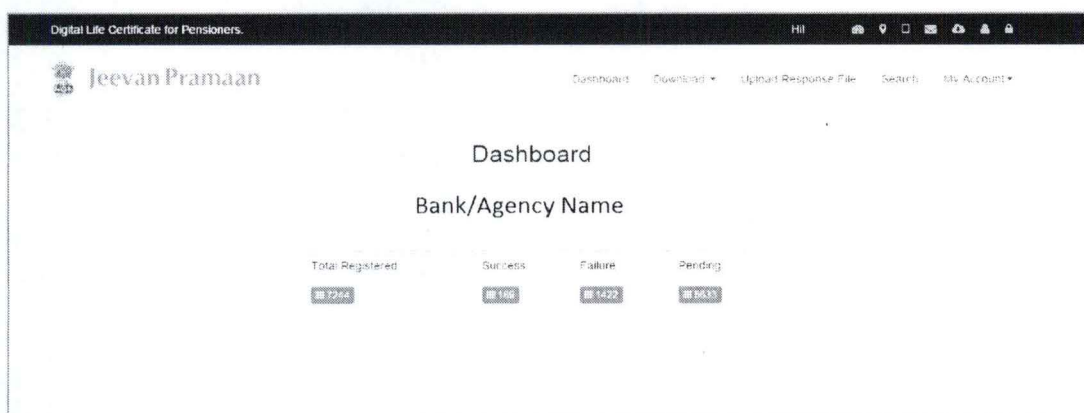 Digital Life Certificate for Pensioners.
Hi!
Jeevan Pramaan
Dashboard Download Upload Response File Search My Account
Dashboard
Bank/Agency Name
Total Registered Success Failure Pending
7244 1422